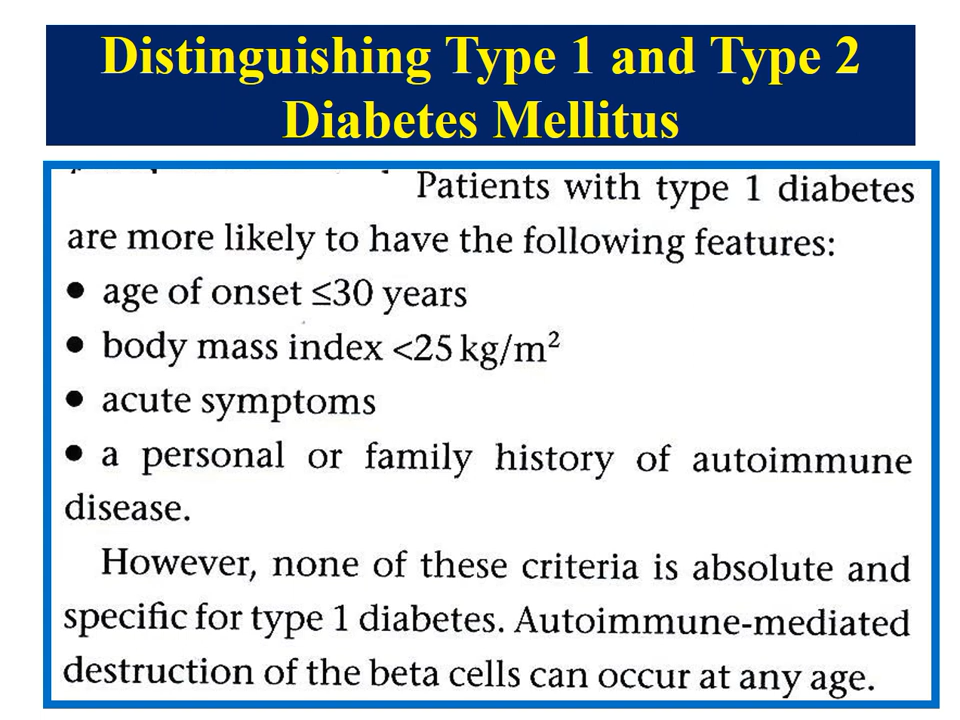 Distinguishing Type 1 and Type 2
Diabetes Mellitus
Patients with type 1 diabetes
are more likely to have the following features:
• age of onset ≤30 years
• body mass index <25 kg/m²
• acute symptoms
• a personal or family history of autoimmune
disease.
However, none of these criteria is absolute and
specific for type 1 diabetes. Autoimmune-mediated
destruction of the beta cells can occur at any age.